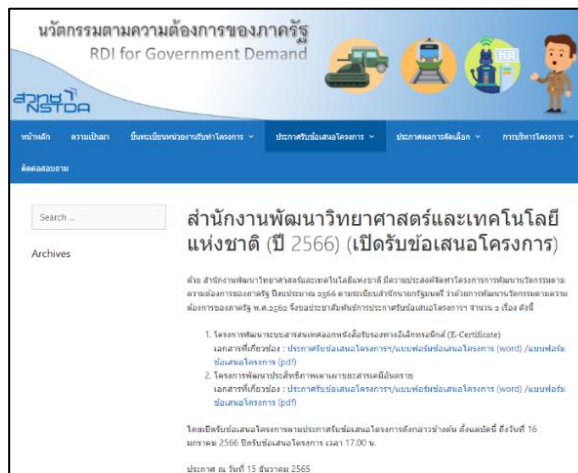 นวัตกรรมตามความต้องการของภาครัฐ
RDI for Government Demand
สวทช
NSTDA
หน้าหลัก ความเป็นมา ขึ้นทะเบียนหน่วยงานรับทำโครงการ ประกาศรับข้อเสนอโครงการ ประกาศผลการคัดเลือก การบริหารโครงการ
ติดต่อสอบถาม
Search ...
Archives
สำนักงานพัฒนาวิทยาศาสตร์และเทคโนโลยี
แห่งชาติ (ปี 2566) (เปิดรับข้อเสนอโครงการ)
ด้วย สำนักงานพัฒนาวิทยาศาสตร์และเทคโนโลยีแห่งชาติ มีความประสงค์จัดทำโครงการการพัฒนานวัตกรรมตาม
ความต้องการของภาครัฐ ปีงบประมาณ ๒๕๖๖ ตามระเบียบสำนักนายกรัฐมนตรี ว่าด้วยการพัฒนานวัตกรรมตามความ
ต้องการของภาครัฐ พ.ศ.๒๕๖๒ จึงขอประชาสัมพันธ์การประกาศรับข้อเสนอโครงการฯ จำนวน ๒ เรื่อง ดังนี้
1. โครงการพัฒนาระบบสารสนเทศออกหนังสือรับรองทางอิเล็กทรอนิกส์ (E-Certificate)
เอกสารที่เกี่ยวข้อง : ประกาศรับข้อเสนอโครงการฯ/แบบฟอร์มข้อเสนอโครงการ (word) /แบบฟอร์ม
ข้อเสนอโครงการ (pdf)
2. โครงการพัฒนาประสิทธิภาพเตาเผาขยะสารเคมีอันตราย
เอกสารที่เกี่ยวข้อง : ประกาศรับข้อเสนอโครงการฯ/แบบฟอร์มข้อเสนอโครงการ (word) /แบบฟอร์ม
ข้อเสนอโครงการ (pdf)
โดยเปิดรับข้อเสนอโครงการตามประกาศรับข้อเสนอโครงการดังกล่าวข้างต้น ตั้งแต่บัดนี้ ถึงวันที่ 16
มกราคม 2566 ปิดรับข้อเสนอโครงการ เวลา 17.00 น.
ประกาศ ณ วันที่ 15 ธันวาคม 2565